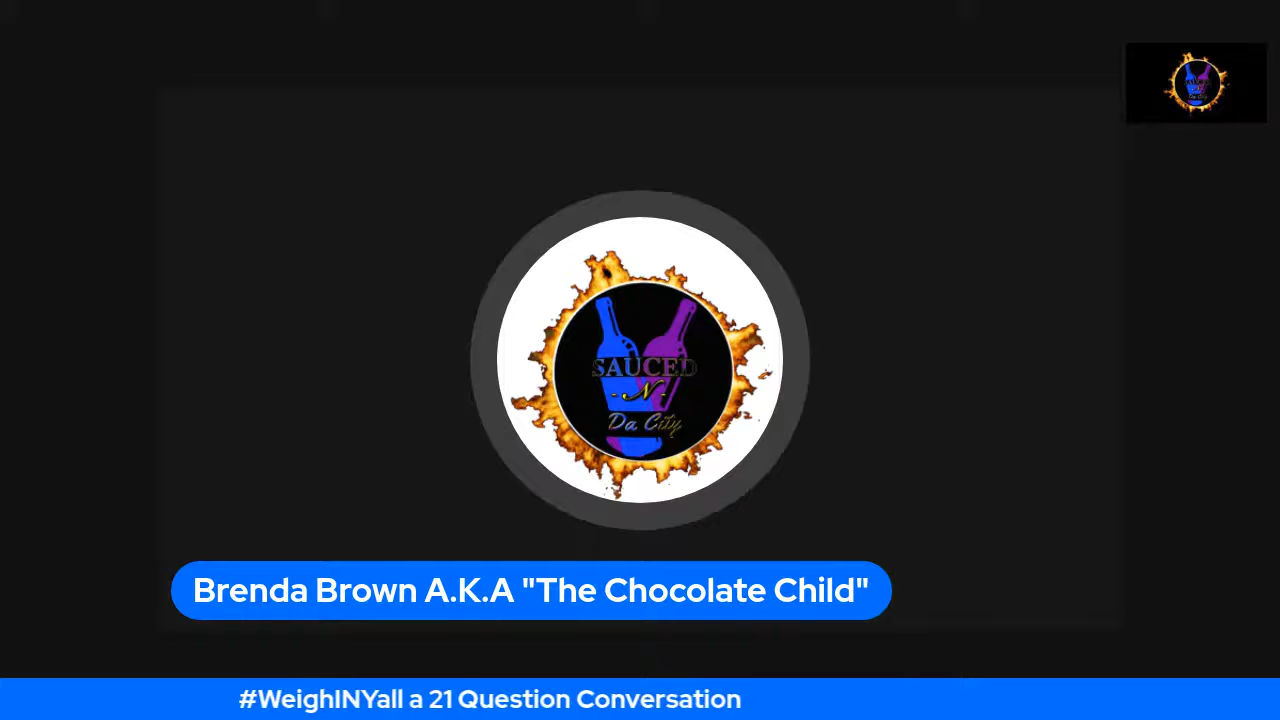 SAUCED
-N-
Da City
Brenda Brown A.K.A "The Chocolate Child"
#WeighINYall a 21 Question Conversation